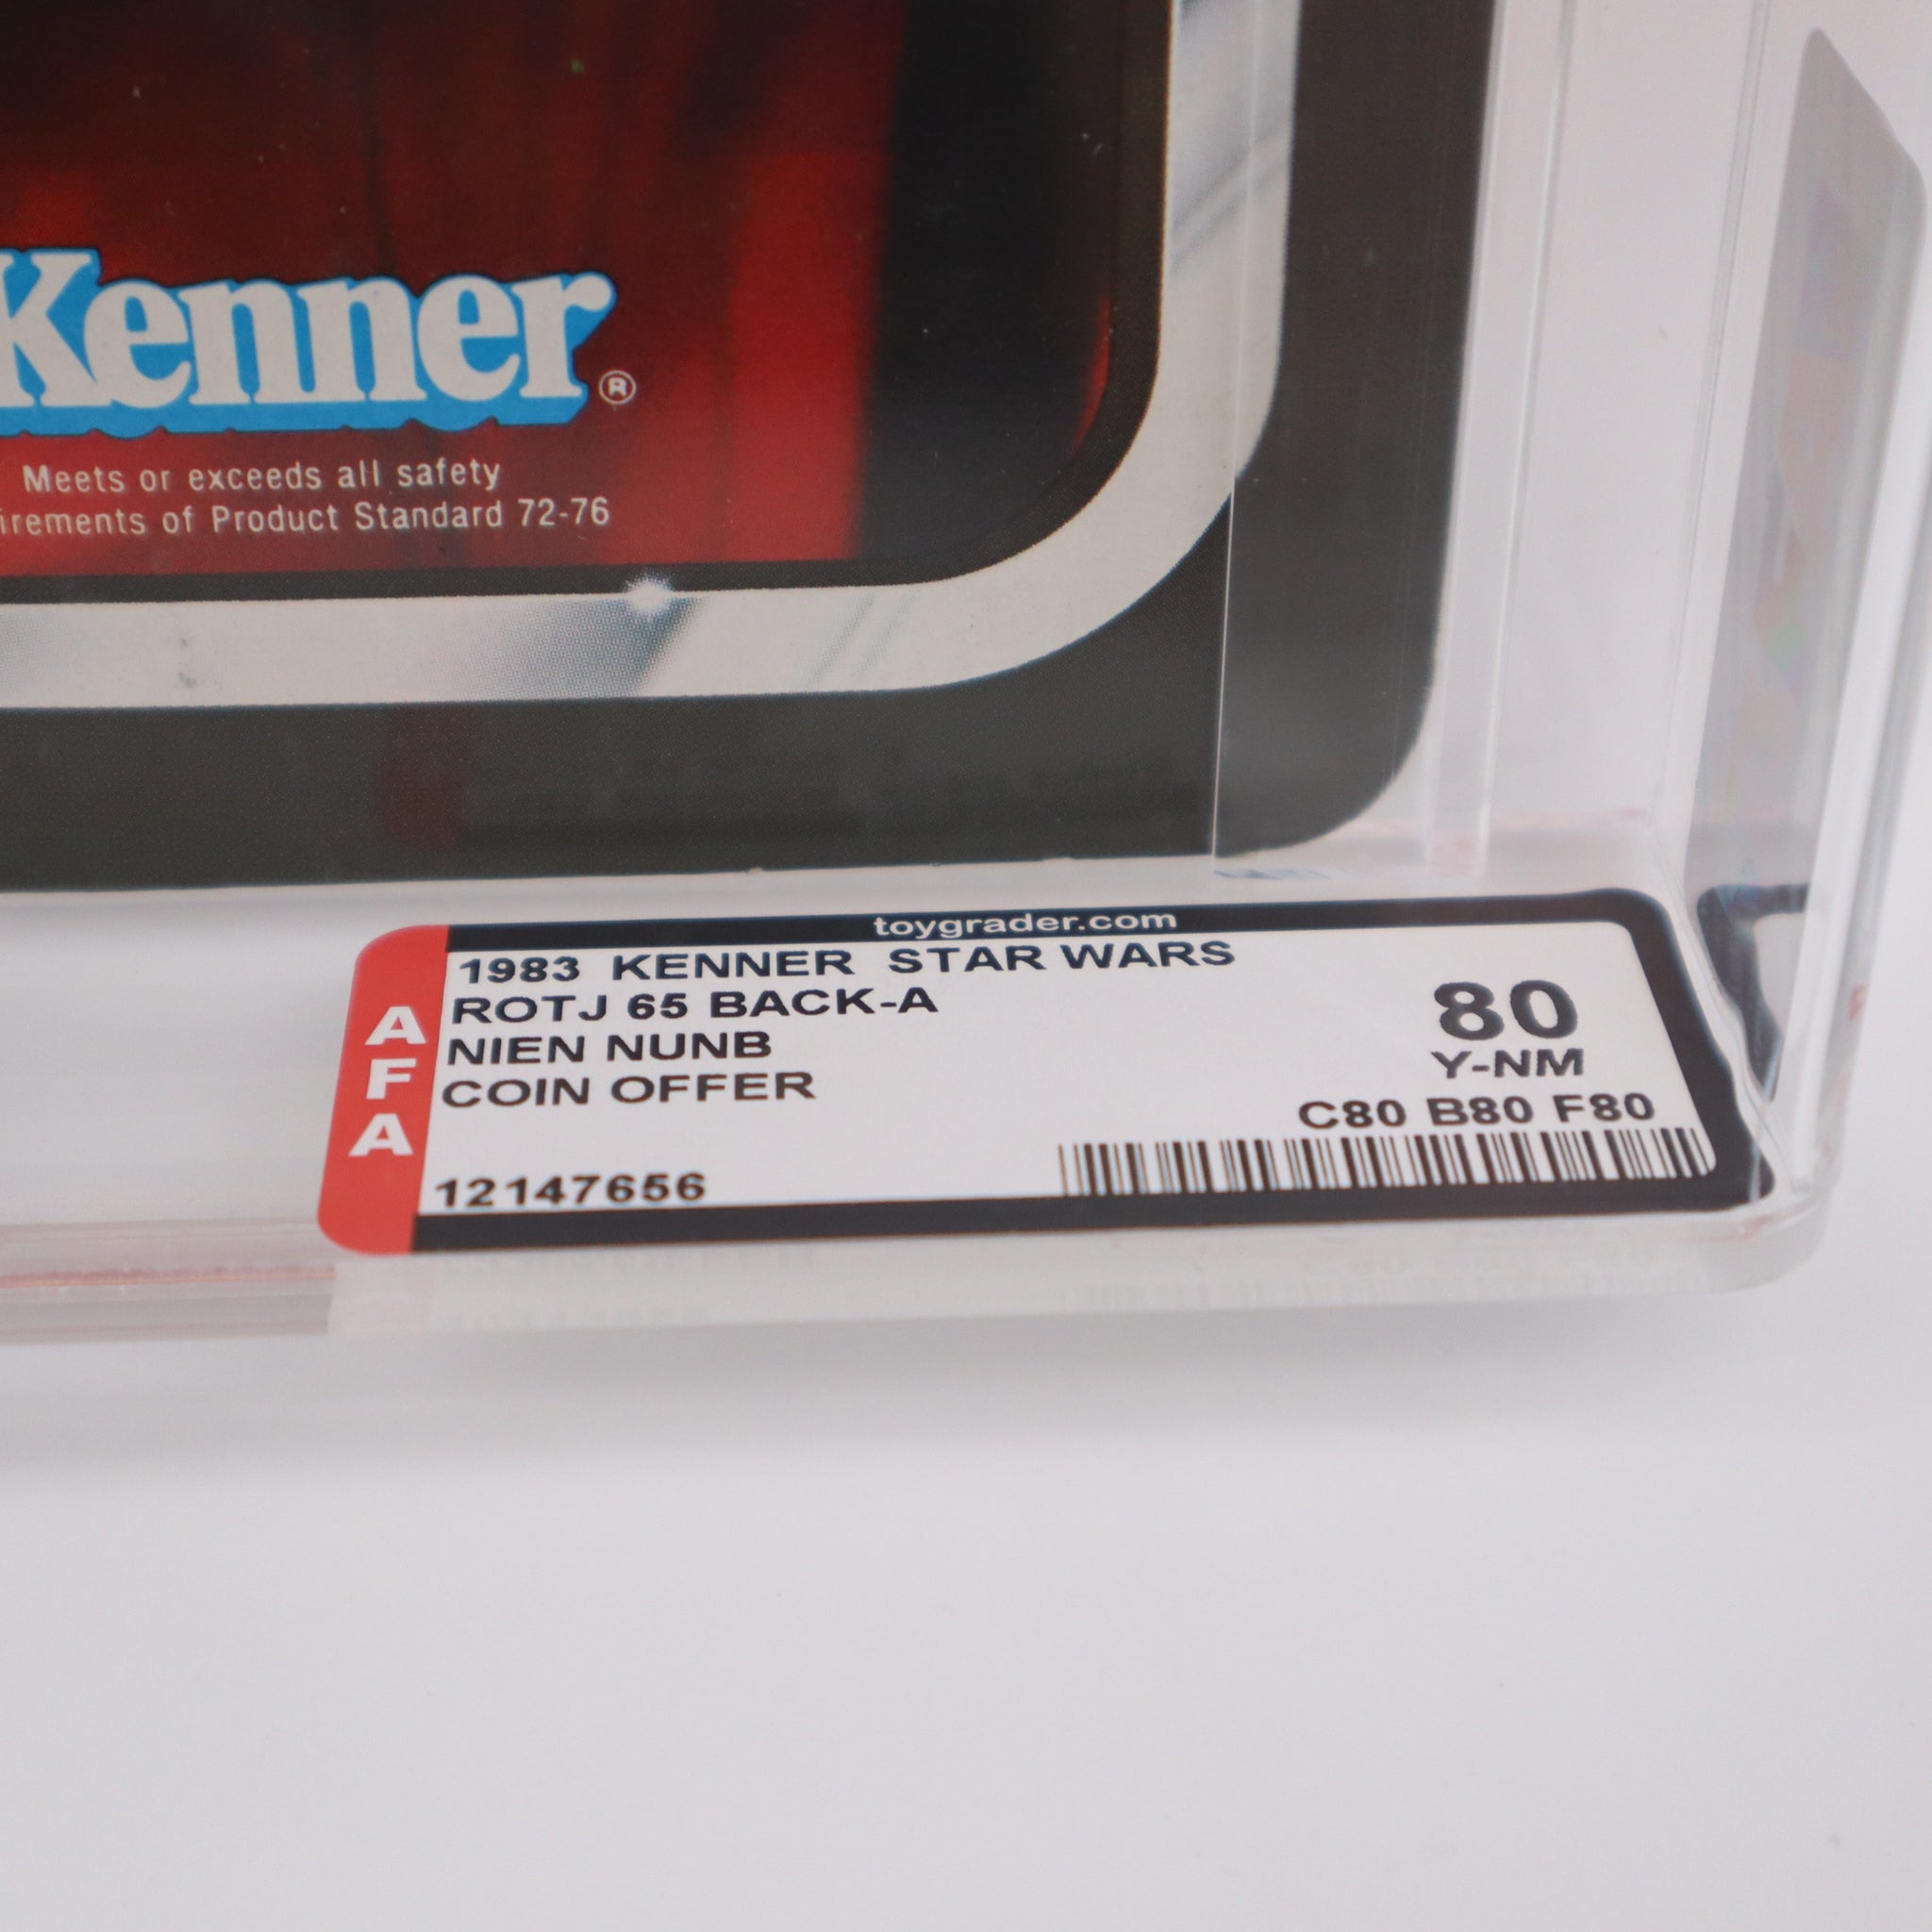 Kenner®
Meets or exceeds all safety
irements of Product Standard 72-76
toygrader.com
1983 KENNER STAR WARS
ROTJ 65 BACK-A
NIEN NUNB
COIN OFFER
80
Y-NM
C80 B80 F80
12147656
AFA